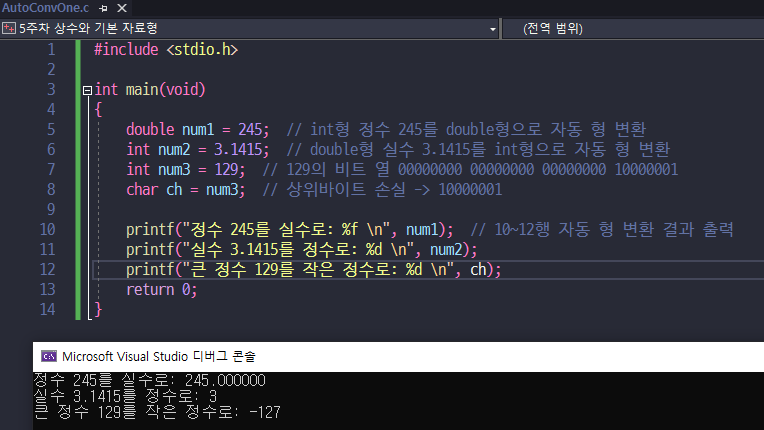 AutoConvOne.c
5주차 상수와 기본 자료형 (전역 범위)
1 #include <stdio.h>
2
3 int main(void)
4 {
5 double num1 = 245; // int형 정수 245를 double형으로 자동 형 변환
6 int num2 = 3.1415; // double형 실수 3.1415를 int형으로 자동 형 변환
7 int num3 = 129; // 129의 비트 열 00000000 00000000 00000000 10000001
8 char ch = num3; // 상위바이트 손실 -> 10000001
9
10 printf("정수 245를 실수로: %f \n", num1); // 10~12행 자동 형 변환 결과 출력
11 printf("실수 3.1415를 정수로: %d \n", num2);
12 printf("큰 정수 129를 작은 정수로: %d \n", ch);
13 return 0;
14 }
Microsoft Visual Studio 디버그 콘솔
정수 245를 실수로: 245.000000
실수 3.1415를 정수로: 3
큰 정수 129를 작은 정수로: -127